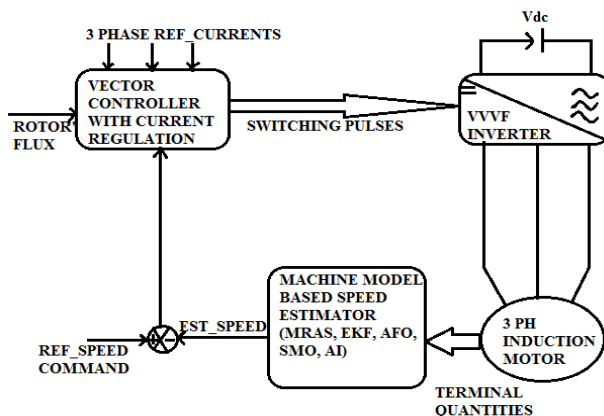 3 PHASE REF_CURRENTS
Vdc
VECTOR
CONTROLLER
WITH CURRENT
REGULATION
ROTOR
FLUX
SWITCHING PULSES
VVVF
INVERTER
MACHINE MODEL
BASED SPEED
ESTIMATOR
(MRAS, EKF, AFO,
SMO, AI)
EST_SPEED
REF_SPEED
COMMAND
3 PH
INDUCTION
MOTOR
TERMINAL
QUANTITIES